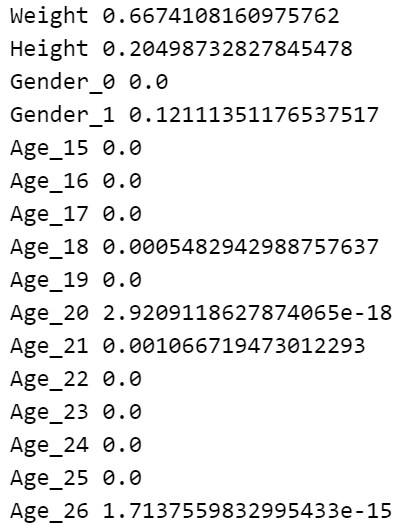 Weight 0.6674108160975762
Height 0.20498732827845478
Gender_0 0.0
Gender_1 0.12111351176537517
Age_15 0.0
Age_16 0.0
Age_17 0.0
Age_18 0.0005482942988757637
Age_19 0.0
Age_20 2.9209118627874065e-18
Age_21 0.001066719473012293
Age_22 0.0
Age_23 0.0
Age_24 0.0
Age_25 0.0
Age_26 1.7137559832995433e-15